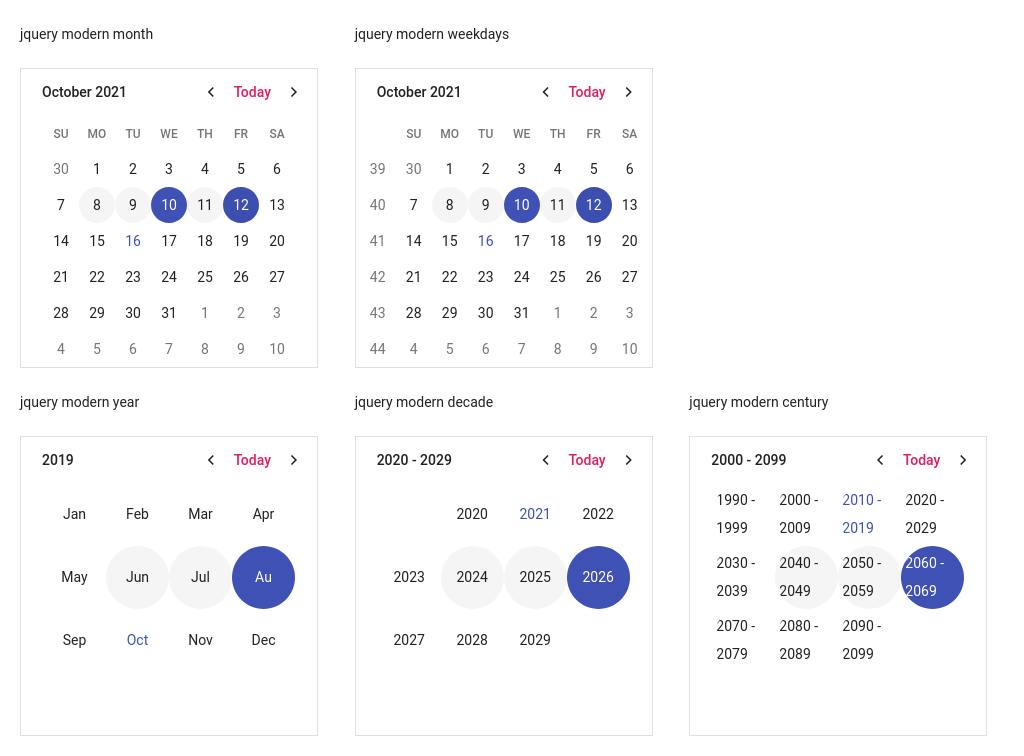 jquery modern month
October 2021 Today
SU MO TU WE TH FR SA
30 1 2 3 4 5 6
7 8 9 10 11 12 13
14 15 16 17 18 19 20
21 22 23 24 25 26 27
28 29 30 31 1 2 3
4 5 6 7 8 9 10
jquery modern weekdays
October 2021 Today
SU MO TU WE TH FR SA
39 30 1 2 3 4 5 6
40 7 8 9 10 11 12 13
41 14 15 16 17 18 19 20
42 21 22 23 24 25 26 27
43 28 29 30 31 1 2 3
44 4 5 6 7 8 9 10
jquery modern year
2019 Today
Jan Feb Mar Apr
May Jun Jul Au
Sep Oct Nov Dec
jquery modern decade
2020 - 2029 Today
2020 2021 2022
2023 2024 2025 2026
2027 2028 2029
jquery modern century
2000 - 2099 Today
1990 - 2000 - 2010 - 2020 -
1999 2009 2019 2029
2030 - 2040 - 2050 - 2060 -
2039 2049 2059 2069
2070 - 2080 - 2090 -
2079 2089 2099